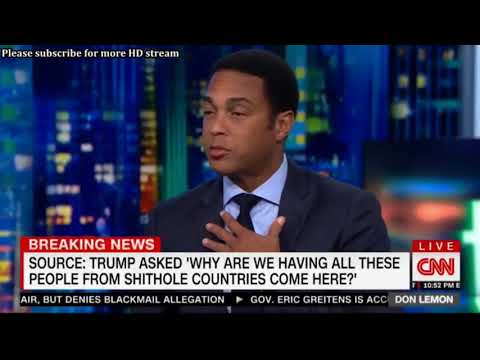 Please subscribe for more HD stream
BREAKING NEWS
LIVE
SOURCE: TRUMP ASKED 'WHY ARE WE HAVING ALL THESE
PEOPLE FROM SHITHOLE COUNTRIES COME HERE?'
CNN
10:52 PM E
AIR, BUT DENIES BLACKMAIL ALLEGATION
GOV. ERIC GREITENS IS ACC
DON LEMON